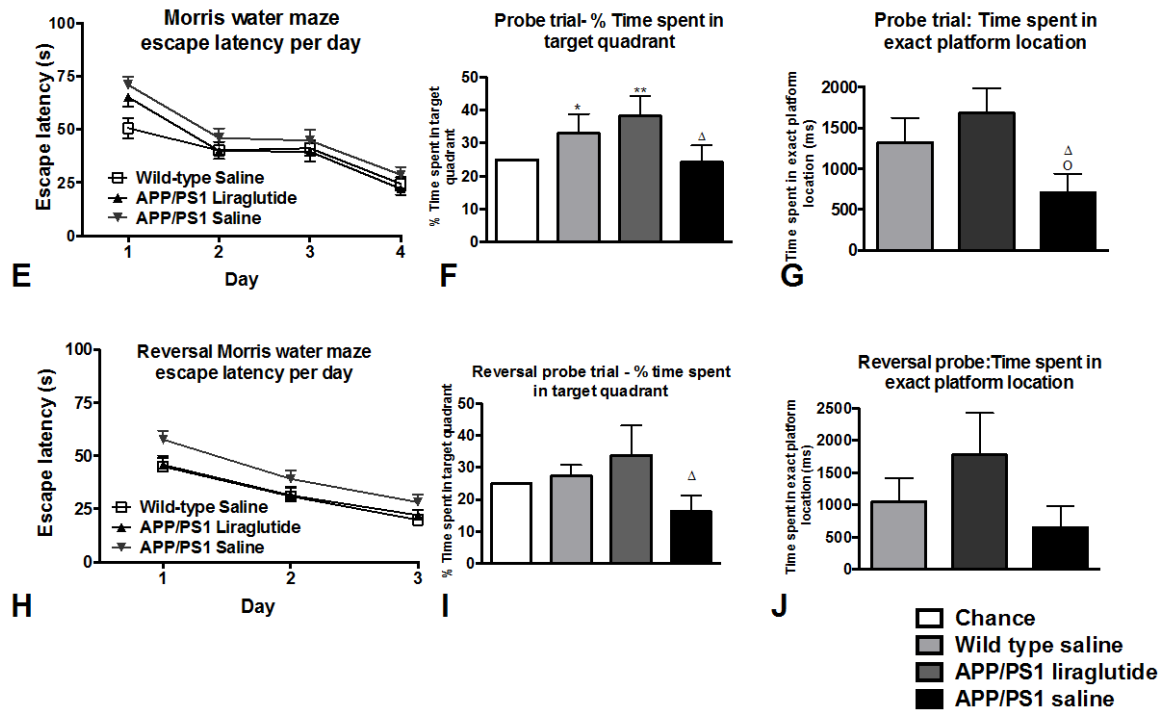 Morris water maze
escape latency per day
Escape latency (s)
100
75
50
25
0
Wild-type Saline
APP/PS1 Liraglutide
APP/PS1 Saline
1
2
3
4
Day
E
Probe trial- % Time spent in
target quadrant
% Time spent in target
quadrant
50
40
30
20
10
0
*
**
Δ
F
Probe trial: Time spent in
exact platform location
Time spent in exact platform
location (ms)
2000
1500
1000
500
0
Δ
O
G
Reversal Morris water maze
escape latency per day
Escape latency (s)
100
75
50
25
0
Wild-type Saline
APP/PS1 Liraglutide
APP/PS1 Saline
1
2
3
Day
H
Reversal probe trial - % time spent
in target quadrant
% Time spent in target quadrant
50
40
30
20
10
0
Δ
I
Reversal probe:Time spent in
exact platform location
Time spent in exact platform
location (ms)
2500
2000
1500
1000
500
0
J
Chance
Wild type saline
APP/PS1 liraglutide
APP/PS1 saline